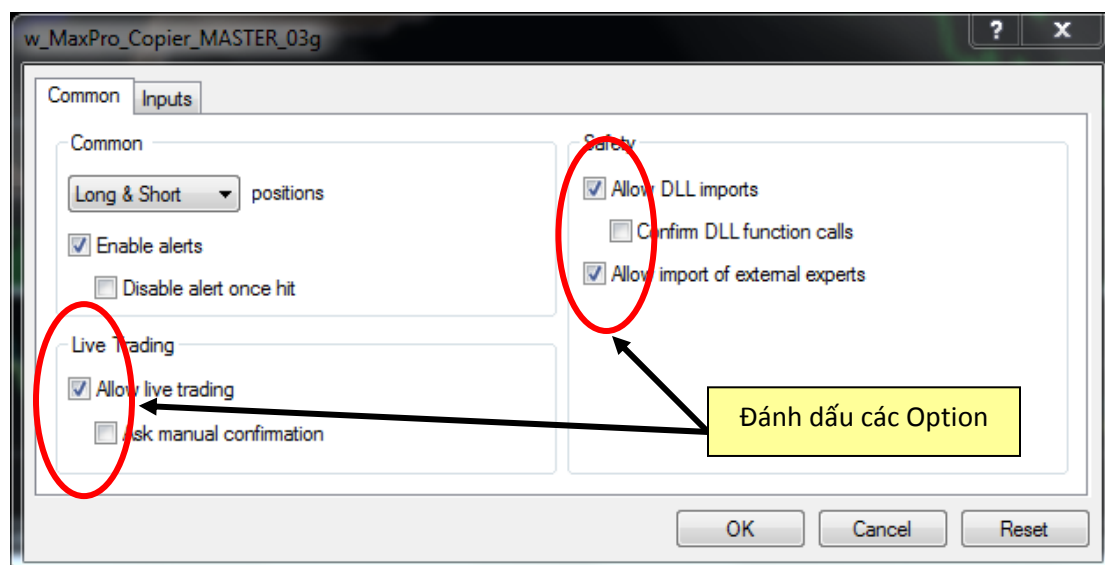 w_MaxPro_Copier_MASTER_03g
Common Inputs
Common
Long & Short positions
Enable alerts
Disable alert once hit
Live Trading
Allow live trading
Ask manual confirmation
Safety
Allow DLL imports
Confirm DLL function calls
Allow import of external experts
Đánh dấu các Option
OK Cancel Reset